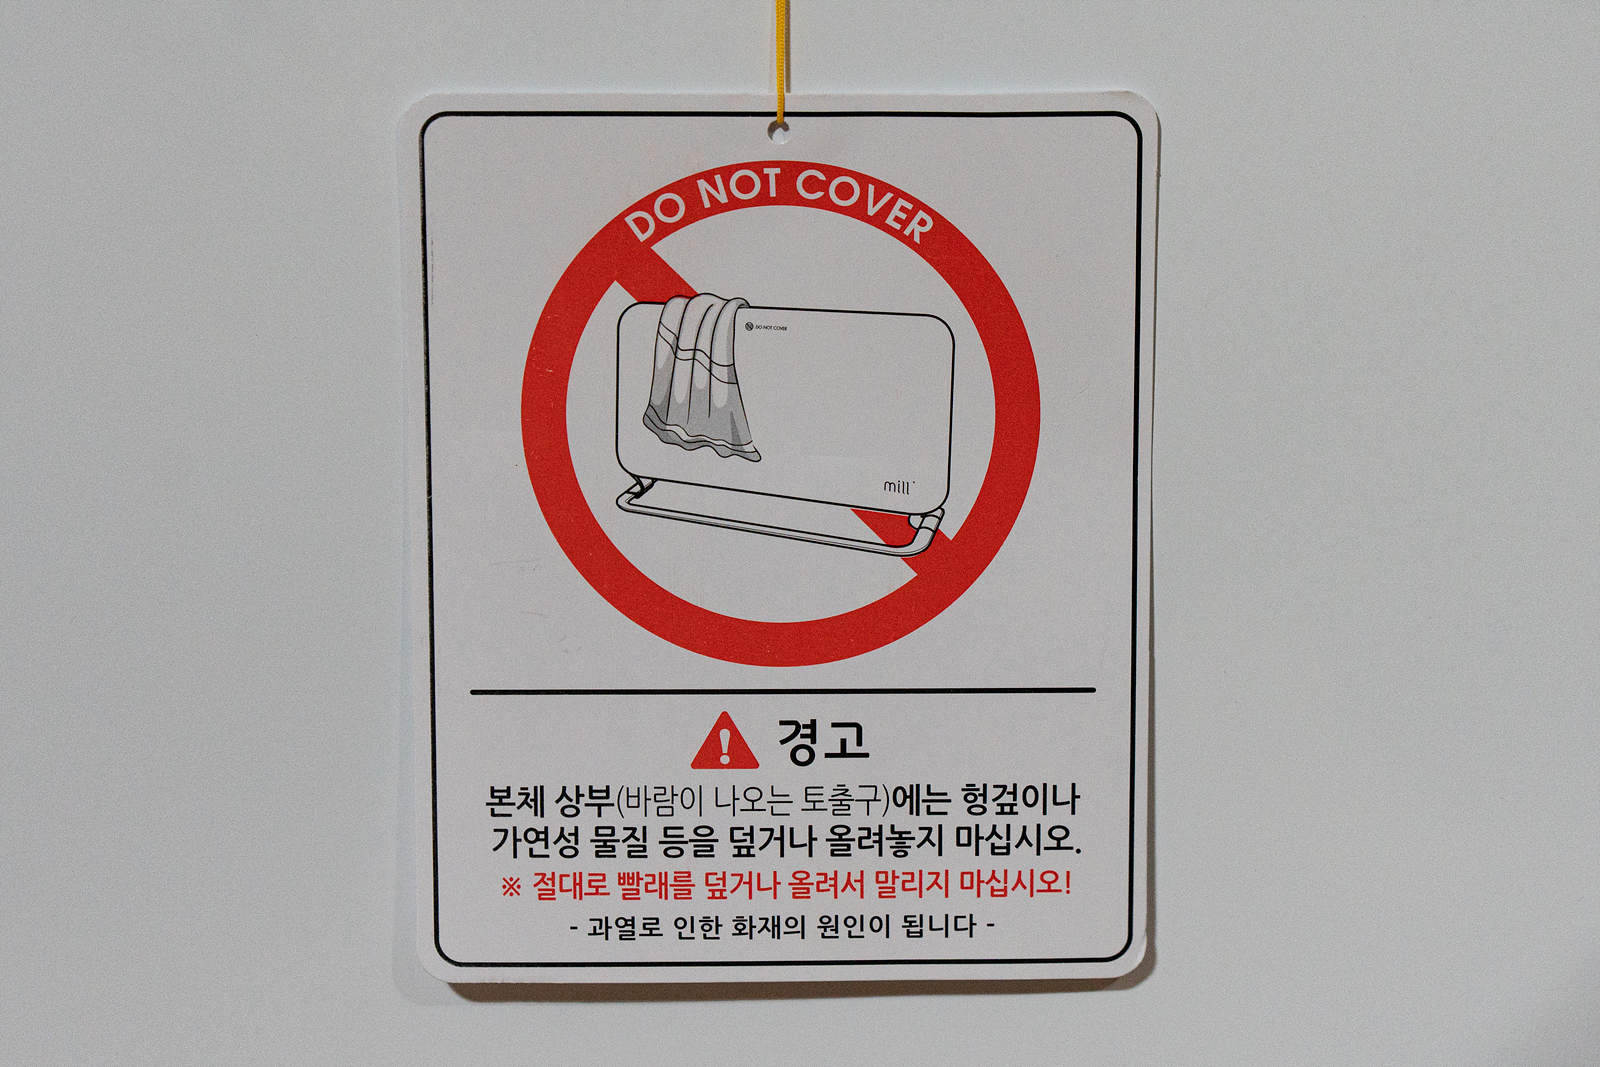 DO NOT COVER
DO NOT COVER
mill
경고
본체 상부(바람이 나오는 토출구)에는 헝겊이나
가연성 물질 등을 덮거나 올려놓지 마십시오.
※ 절대로 빨래를 덮거나 올려서 말리지 마십시오!
- 과열로 인한 화재의 원인이 됩니다 -